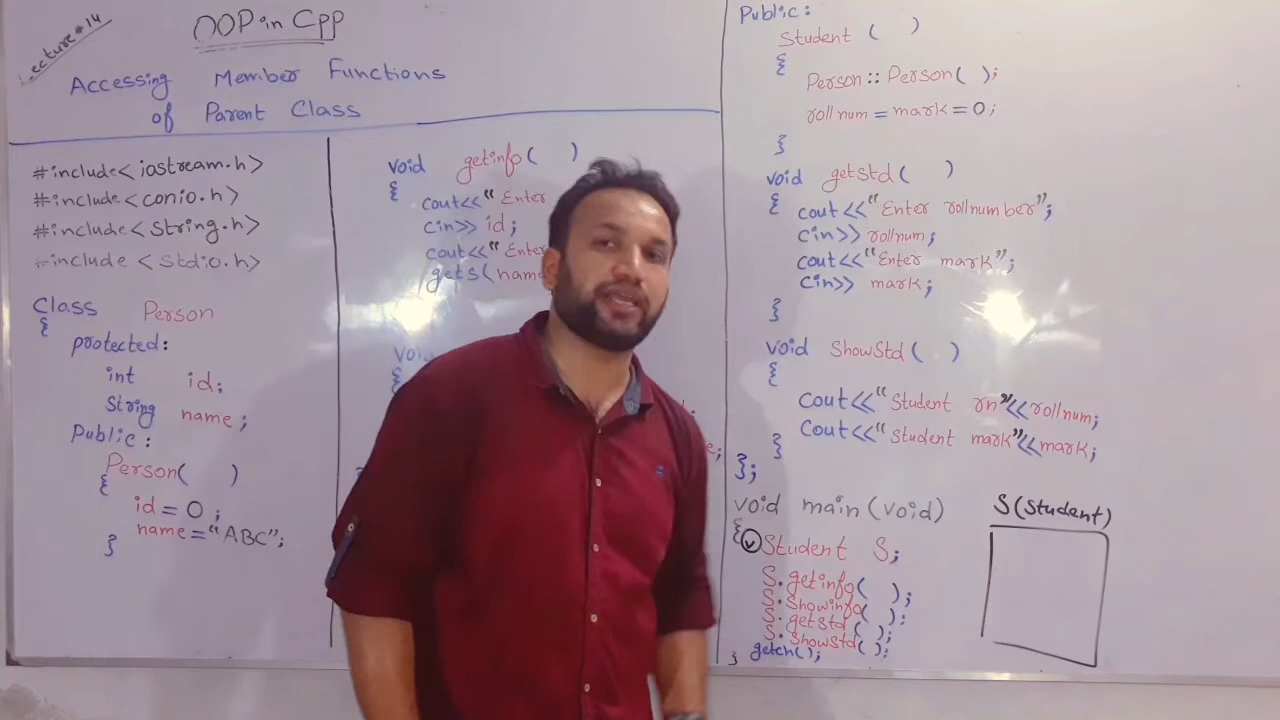 Lecture # 14
OOP in Cpp
Accessing Member Functions
of Parent Class
#include<iostream.h>
#include<conio.h>
#include<string.h>
#include<stdio.h>
Class Person
{
protected:
int id;
String name;
Public:
Person( )
{
id = 0;
name = "ABC";
}
void getinfo( )
{
cout<<"Enter
cin>> id;
cout<<"Enter
gets(name
void
{
Public:
Student ( )
{
Person::Person( );
rollnum = mark = 0;
}
void getstd( )
{ cout<<"Enter rollnumber";
cin>> rollnum;
cout<<"Enter mark";
cin>> mark;
}
void ShowStd( )
{
Cout<<"Student rn"<<rollnum;
Cout<<"Student mark"<<mark;
}
};
void main(void)
{
v Student S;
S.getinfo( );
S.Showinfo( );
S.getstd( );
S.ShowStd( );
getch();
}
S(Student)